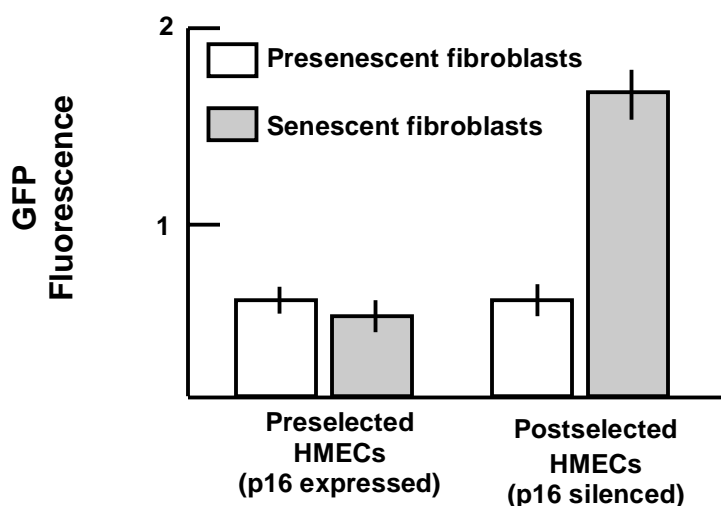 2
Presenescent fibroblasts
Senescent fibroblasts
GFP
Fluorescence
1
Preselected
HMECs
(p16 expressed)
Postselected
HMECs
(p16 silenced)